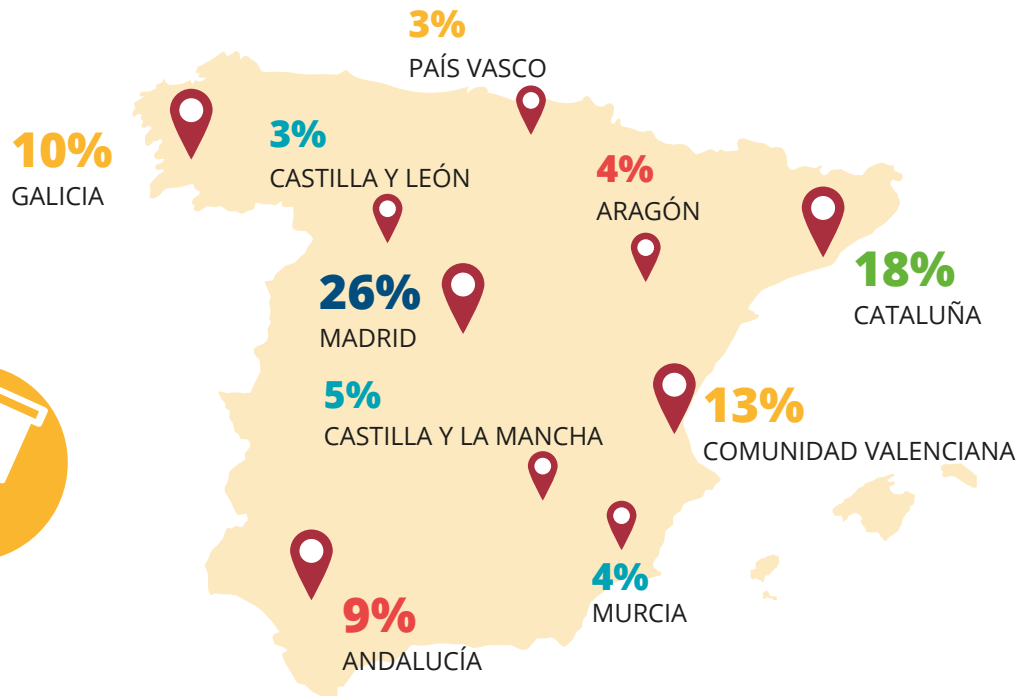 3%
PAÍS VASCO
10%
GALICIA
3%
CASTILLA Y LEÓN
4%
ARAGÓN
18%
CATALUÑA
26%
MADRID
5%
CASTILLA Y LA MANCHA
13%
COMUNIDAD VALENCIANA
4%
MURCIA
9%
ANDALUCÍA